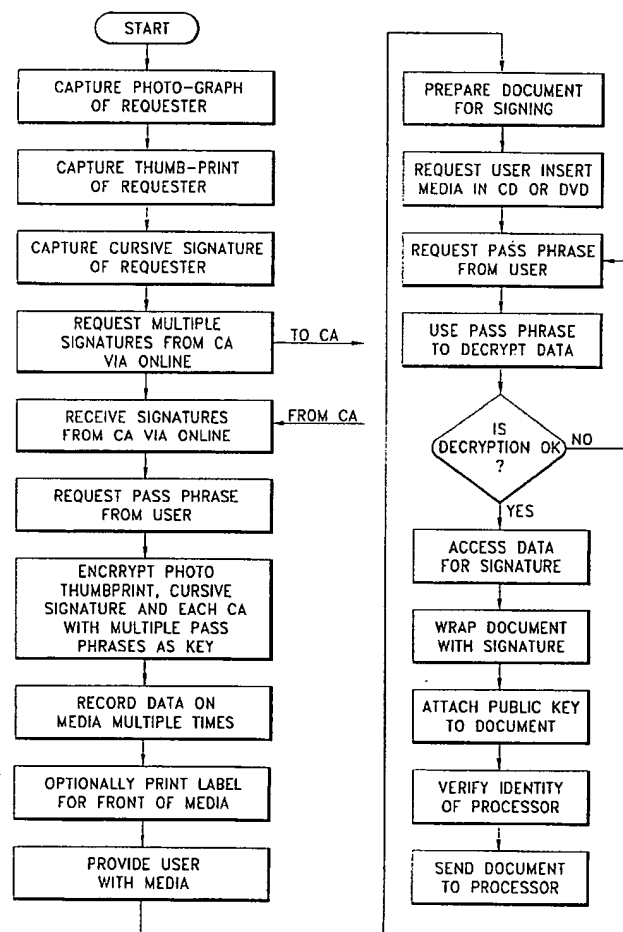 START
CAPTURE PHOTO-GRAPH
OF REQUESTER
CAPTURE THUMB-PRINT
OF REQUESTER
CAPTURE CURSIVE SIGNATURE
OF REQUESTER
REQUEST MULTIPLE
SIGNATURES FROM CA
VIA ONLINE
TO CA
RECEIVE SIGNATURES
FROM CA VIA ONLINE
FROM CA
REQUEST PASS PHRASE
FROM USER
ENCRRYPT PHOTO
THUMBPRINT, CURSIVE
SIGNATURE AND EACH CA
WITH MULTIPLE PASS
PHRASES AS KEY
RECORD DATA ON
MEDIA MULTIPLE TIMES
OPTIONALLY PRINT LABEL
FOR FRONT OF MEDIA
PROVIDE USER
WITH MEDIA
PREPARE DOCUMENT
FOR SIGNING
REQUEST USER INSERT
MEDIA IN CD OR DVD
REQUEST PASS PHRASE
FROM USER
USE PASS PHRASE
TO DECRYPT DATA
IS
DECRYPTION OK
?
NO
YES
ACCESS DATA
FOR SIGNATURE
WRAP DOCUMENT
WITH SIGNATURE
ATTACH PUBLIC KEY
TO DOCUMENT
VERIFY IDENTITY
OF PROCESSOR
SEND DOCUMENT
TO PROCESSOR